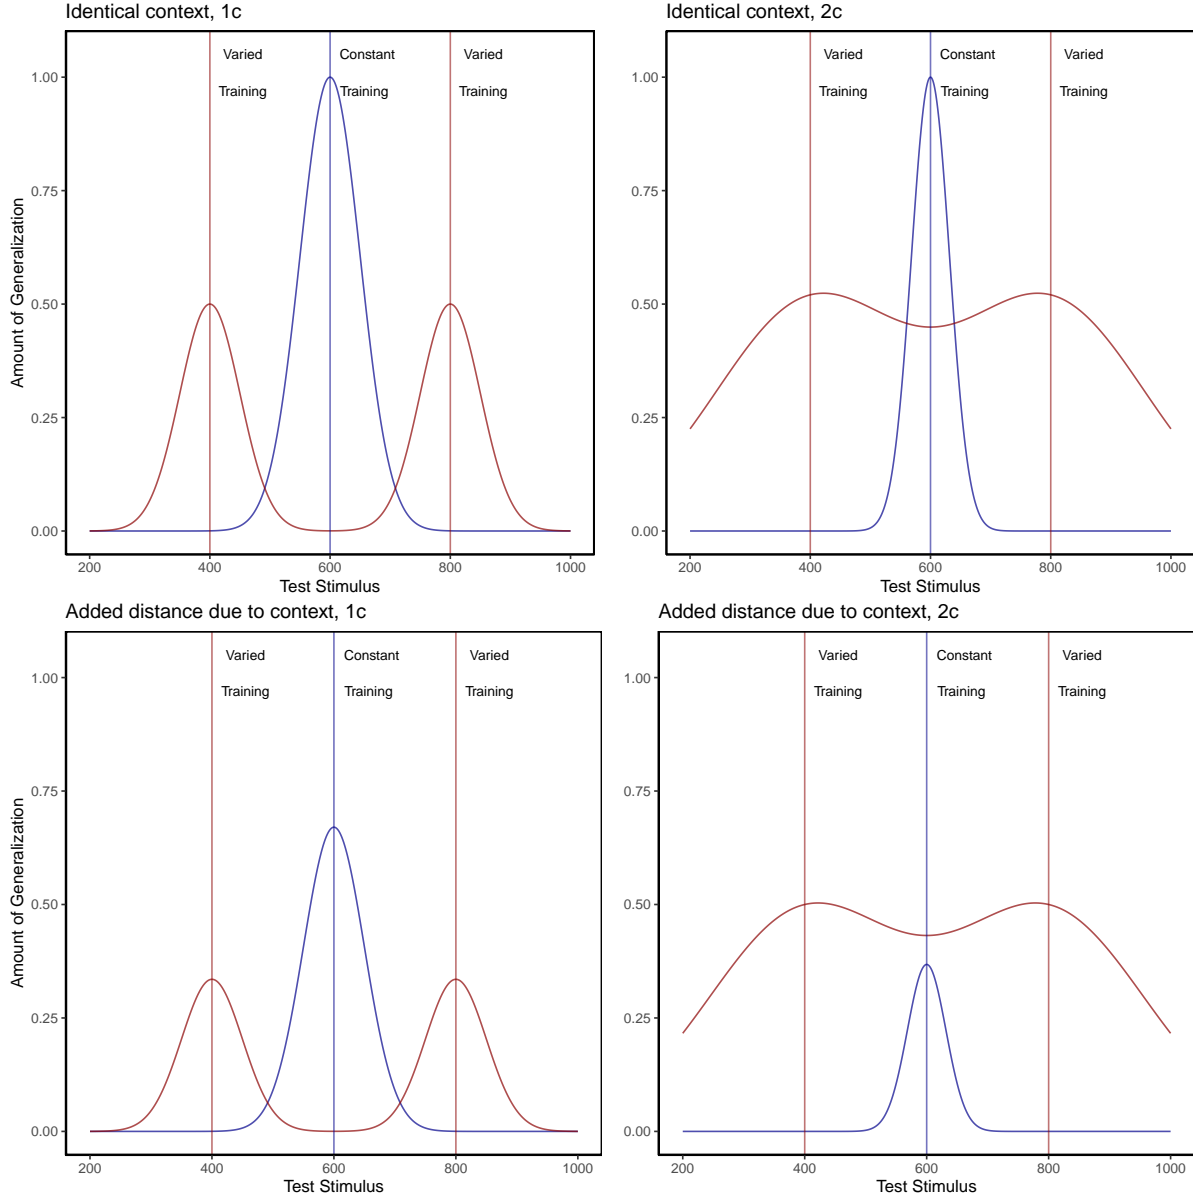 Identical context, 1c
Varied
Constant
Varied
Training
Training
Training
1.00
0.75
0.50
0.25
0.00
Amount of Generalization
200
400
600
800
1000
Test Stimulus
Identical context, 2c
Varied
Constant
Varied
Training
Training
Training
1.00
0.75
0.50
0.25
0.00
200
400
600
800
1000
Test Stimulus
Added distance due to context, 1c
Varied
Constant
Varied
Training
Training
Training
1.00
0.75
0.50
0.25
0.00
Amount of Generalization
200
400
600
800
1000
Test Stimulus
Added distance due to context, 2c
Varied
Constant
Varied
Training
Training
Training
1.00
0.75
0.50
0.25
0.00
200
400
600
800
1000
Test Stimulus